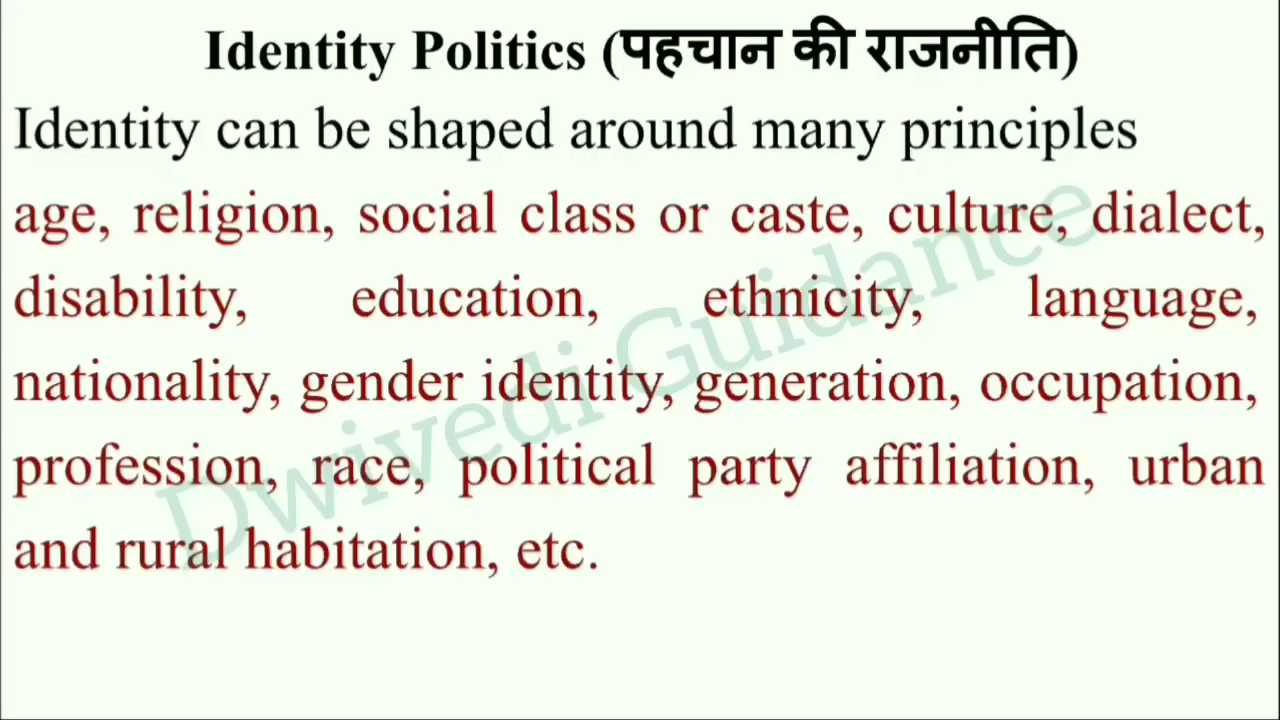 Identity Politics (पहचान की राजनीति)
Identity can be shaped around many principles
age, religion, social class or caste, culture, dialect,
disability, education, ethnicity, language,
nationality, gender identity, generation, occupation,
profession, race, political party affiliation, urban
and rural habitation, etc.
Dwivedi Guidance